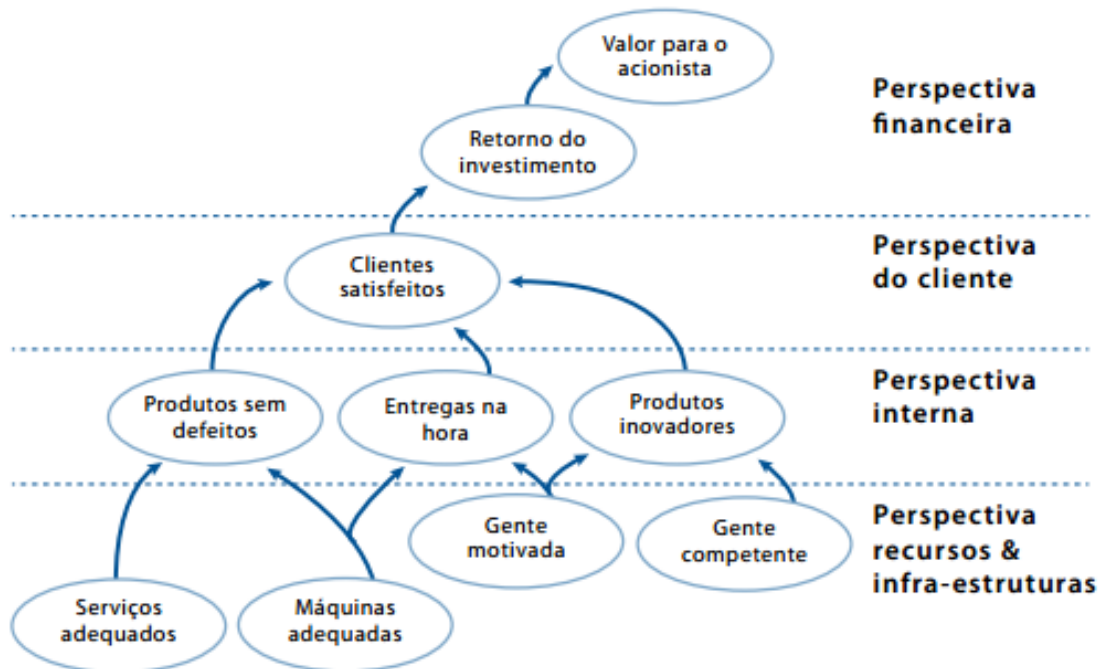 Valor para o
acionista
Perspectiva
financeira
Retorno do
investimento
Clientes
satisfeitos
Perspectiva
do cliente
Produtos sem
defeitos
Entregas na
hora
Produtos
inovadores
Perspectiva
interna
Gente
motivada
Gente
competente
Perspectiva
recursos &
infra-estruturas
Serviços
adequados
Máquinas
adequadas